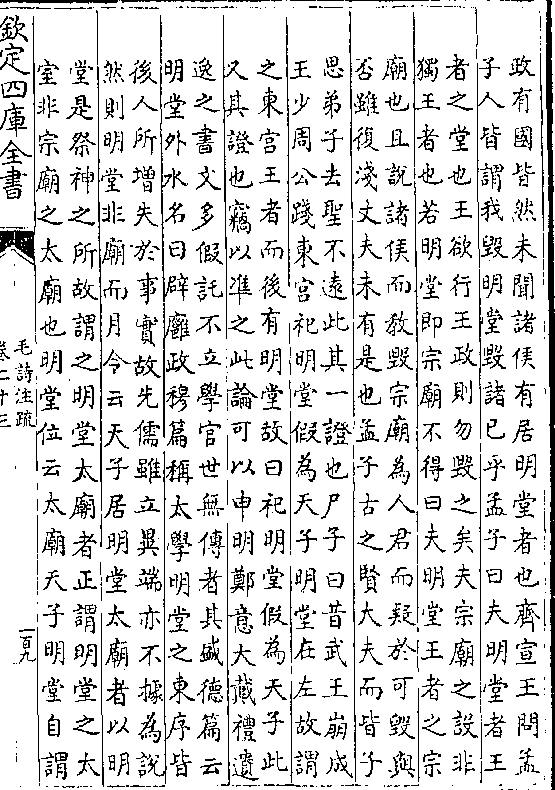 政有國皆然未聞諸侯有居明堂者也齊宣王問孟
子人皆謂我毀明堂毀諸已乎孟子曰夫明堂者王
者之堂也王欲行王政則勿毀之矣夫宗廟之設非
獨王者也若明堂即宗廟不得曰夫明堂王者之宗
廟也且說諸侯而教毀宗廟為人君而疑於可毀與
否雖復淺丈夫未有是也孟子古之賢大夫而皆子
思弟子去聖不遠此其一證也尸子曰昔武王崩成
王少周公踐東宮祀明堂假為天子明堂在左故謂
之東宮王者而後有明堂故曰祀明堂假為天子此
又其證也竊以准之此論可以申明鄭意大戴禮遺
逸之書文多假託不立學官世無傳者其盛德篇云
明堂外水名曰辟廱政穆篇稱太學明堂之東序皆
後人所增失於事實故先儒雖立異端亦不據為說
然則明堂非廟而月令云天子居明堂太廟者以明
堂是祭神之所故謂之明堂太廟者正謂明堂之太
室非宗廟之太廟也明堂位云太廟天子明堂自謂
欽定四庫全書
毛詩注疏
卷二十三
一百九